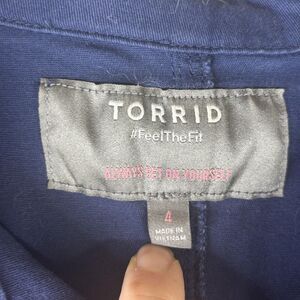 TORRID
#FeelTheFit
ALWAYS BET ON YOURSELF
4
MADE IN
VIETNAM